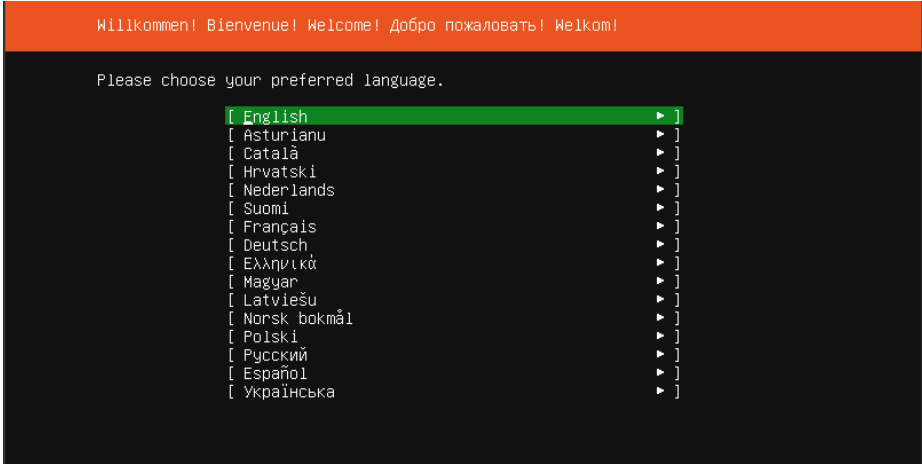 Willkommen! Bienvenue! Welcome! Добро пожаловать! Welkom!
Please choose your preferred language.
[ English ► ]
[ Asturianu ► ]
[ Català ► ]
[ Hrvatski ► ]
[ Nederlands ► ]
[ Suomi ► ]
[ Français ► ]
[ Deutsch ► ]
[ Ελληνικά ► ]
[ Magyar ► ]
[ Latviešu ► ]
[ Norsk bokmål ► ]
[ Polski ► ]
[ Русский ► ]
[ Español ► ]
[ Українська ► ]